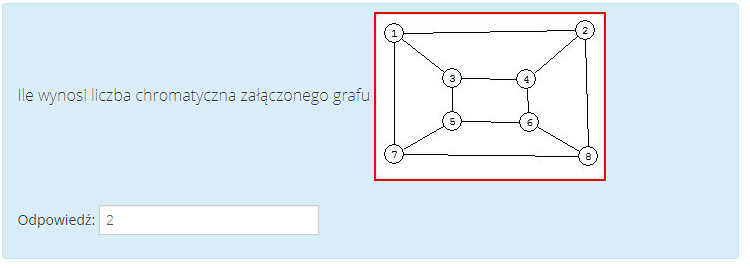 1 2
3 4
Ile wynosi liczba chromatyczna załączonego grafu
5 6
7 8
Odpowiedź: 2